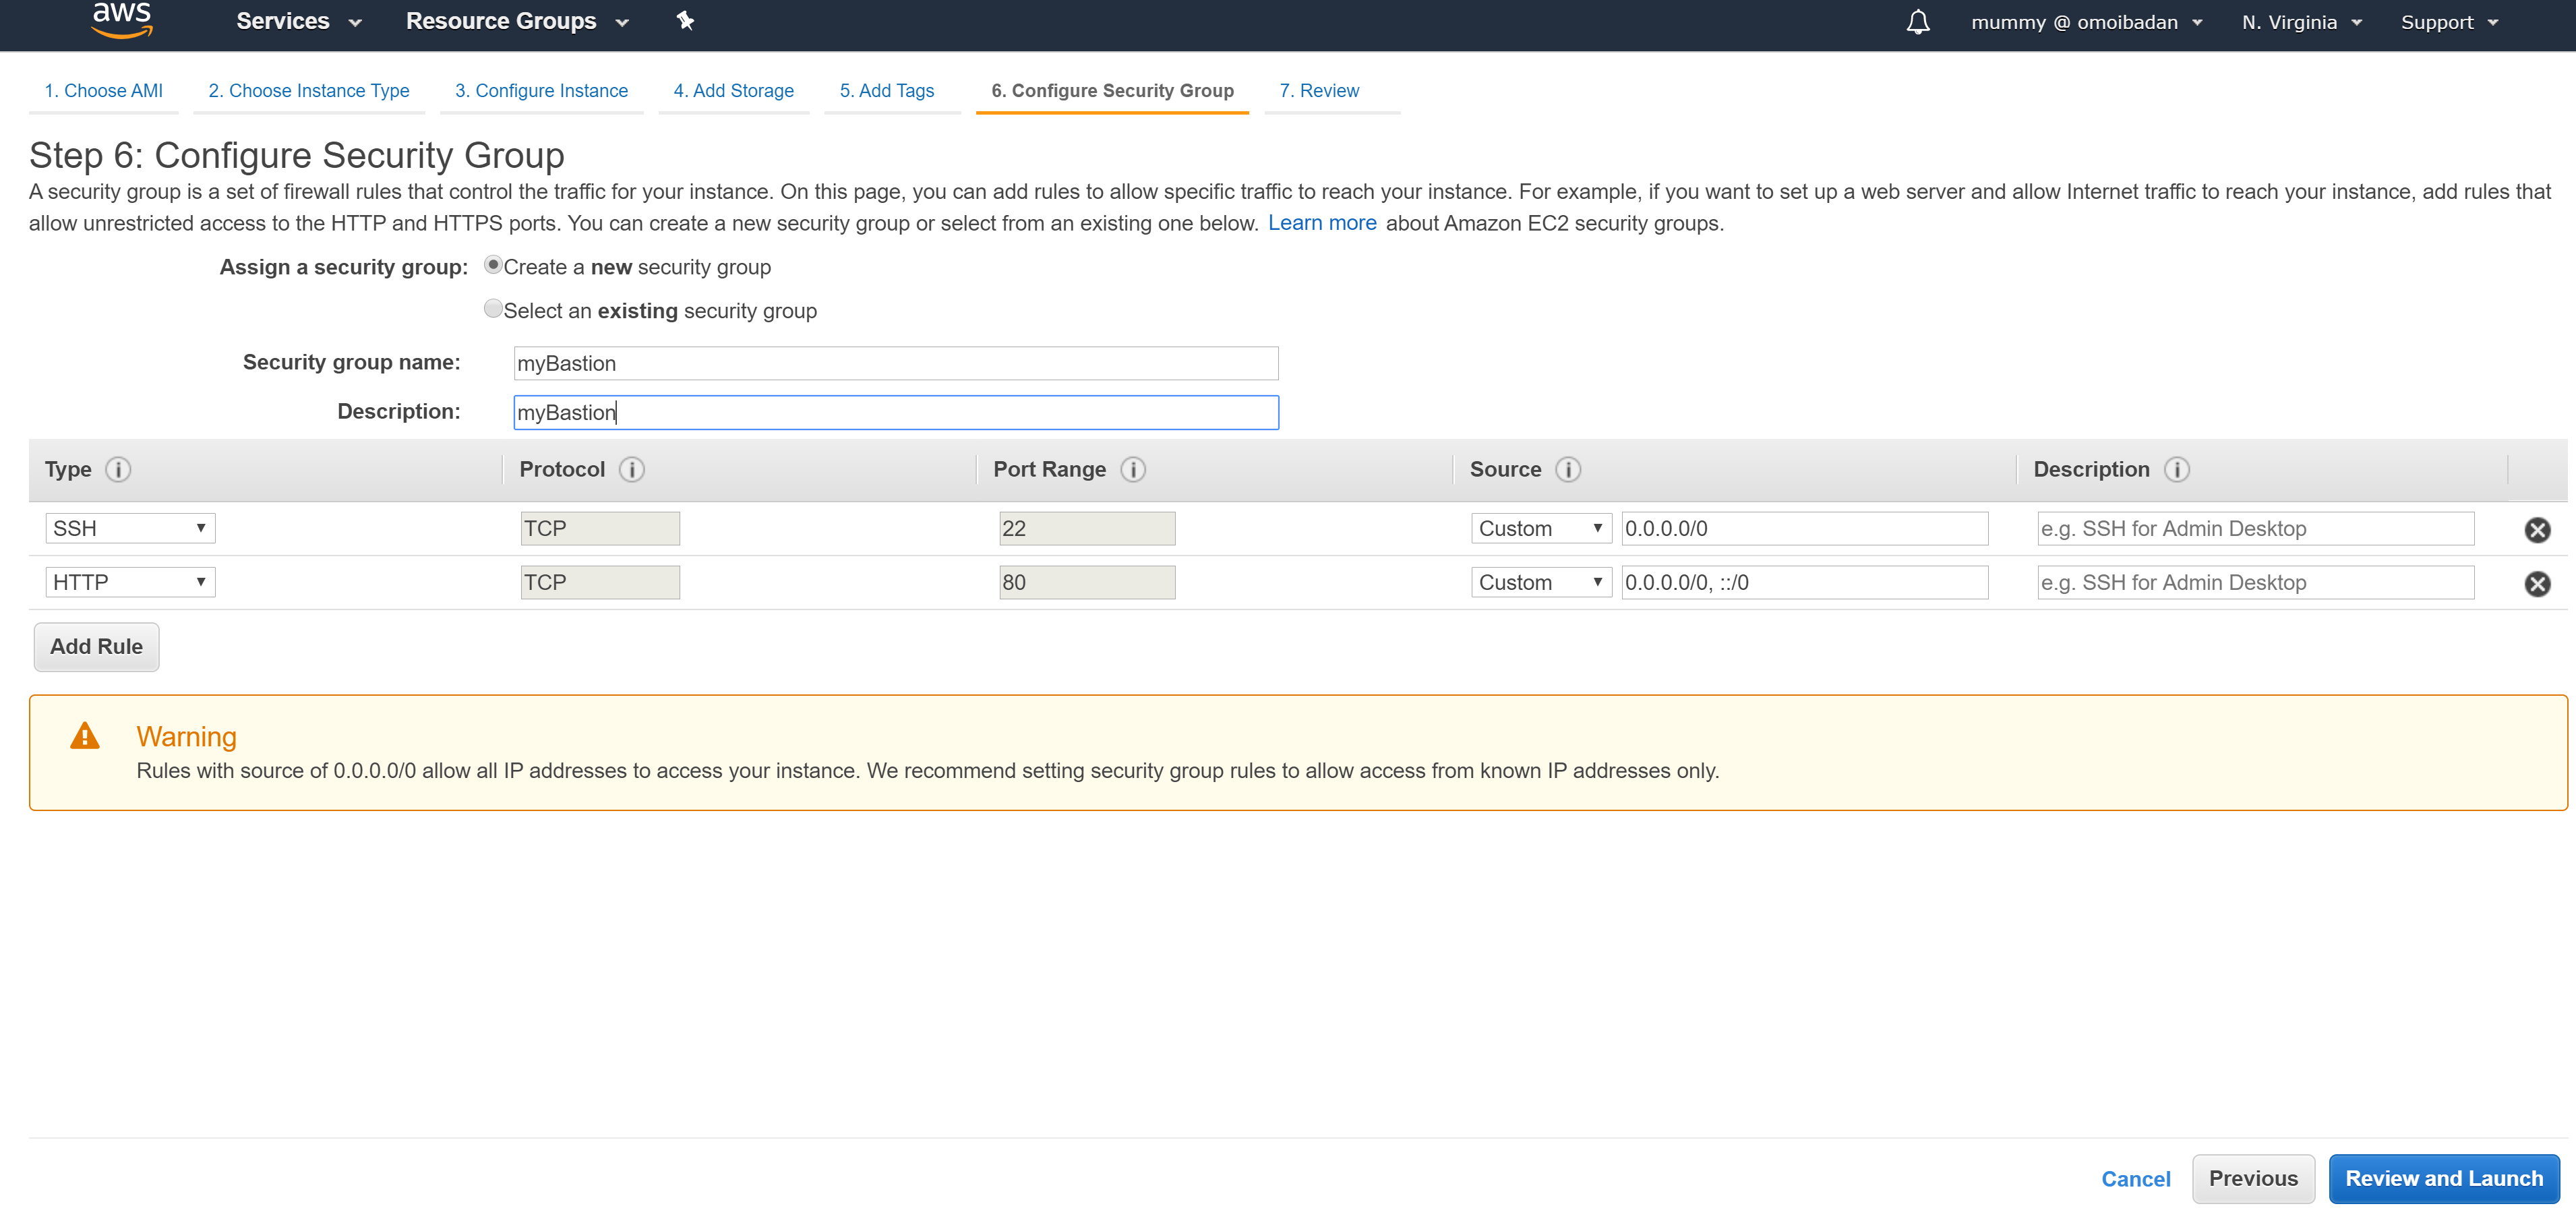 aws Services Resource Groups mummy @ omoibadan N. Virginia Support
1. Choose AMI 2. Choose Instance Type 3. Configure Instance 4. Add Storage 5. Add Tags 6. Configure Security Group 7. Review
Step 6: Configure Security Group
A security group is a set of firewall rules that control the traffic for your instance. On this page, you can add rules to allow specific traffic to reach your instance. For example, if you want to set up a web server and allow Internet traffic to reach your instance, add rules that
allow unrestricted access to the HTTP and HTTPS ports. You can create a new security group or select from an existing one below. Learn more about Amazon EC2 security groups.
Assign a security group: Create a new security group
Select an existing security group
Security group name: myBastion
Description: myBastion
Type i Protocol i Port Range i Source i Description i
SSH TCP 22 Custom 0.0.0.0/0 e.g. SSH for Admin Desktop
HTTP TCP 80 Custom 0.0.0.0/0, ::/0 e.g. SSH for Admin Desktop
Add Rule
Warning
Rules with source of 0.0.0.0/0 allow all IP addresses to access your instance. We recommend setting security group rules to allow access from known IP addresses only.
Cancel Previous Review and Launch